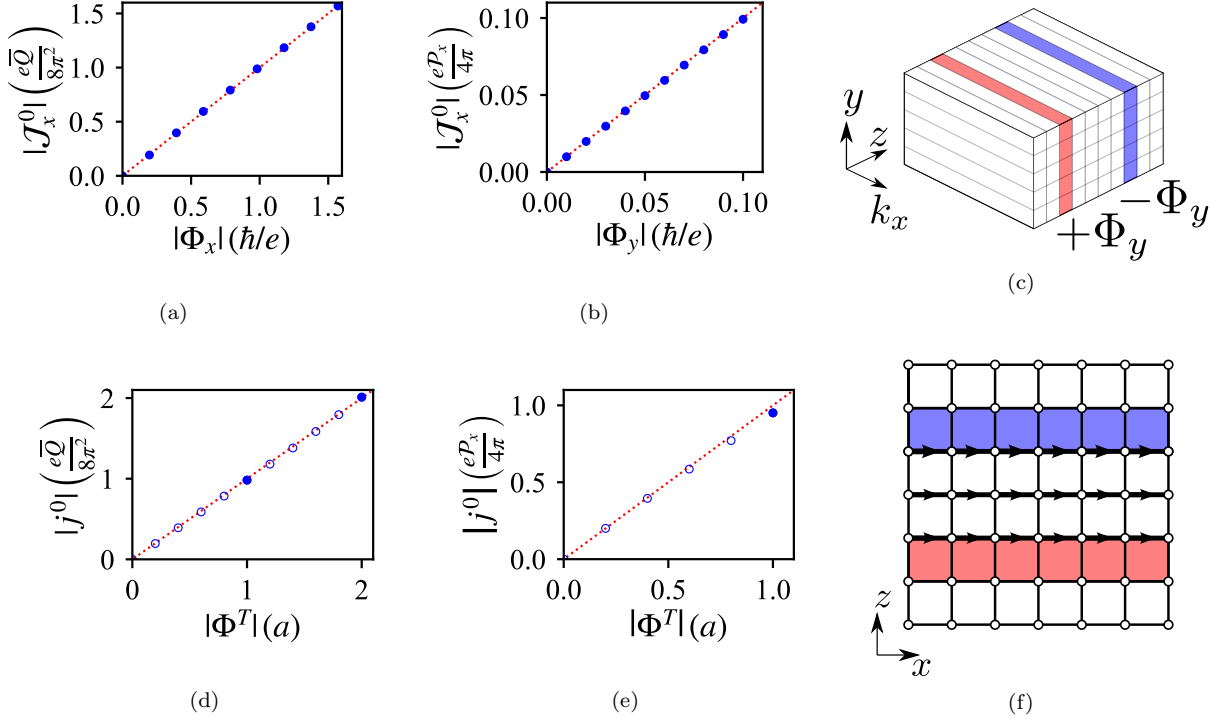 |𝒥ₓ⁰| (eQ̅/8π²)
1.5
1.0
0.5
0.0
0.0 0.5 1.0 1.5
|Φₓ| (ħ/e)
(a)
|𝒥ₓ⁰| (e𝒫ₓ/4π)
0.10
0.05
0.00
0.00 0.05 0.10
|Φ_y| (ħ/e)
(b)
y
z
kₓ
+Φ_y
−Φ_y
(c)
|j⁰| (eQ̅/8π²)
2
1
0
0 1 2
|Φᵀ| (a)
(d)
|j⁰| (e𝒫ₓ/4π)
1.0
0.5
0.0
0.0 0.5 1.0
|Φᵀ| (a)
(e)
z
x
(f)